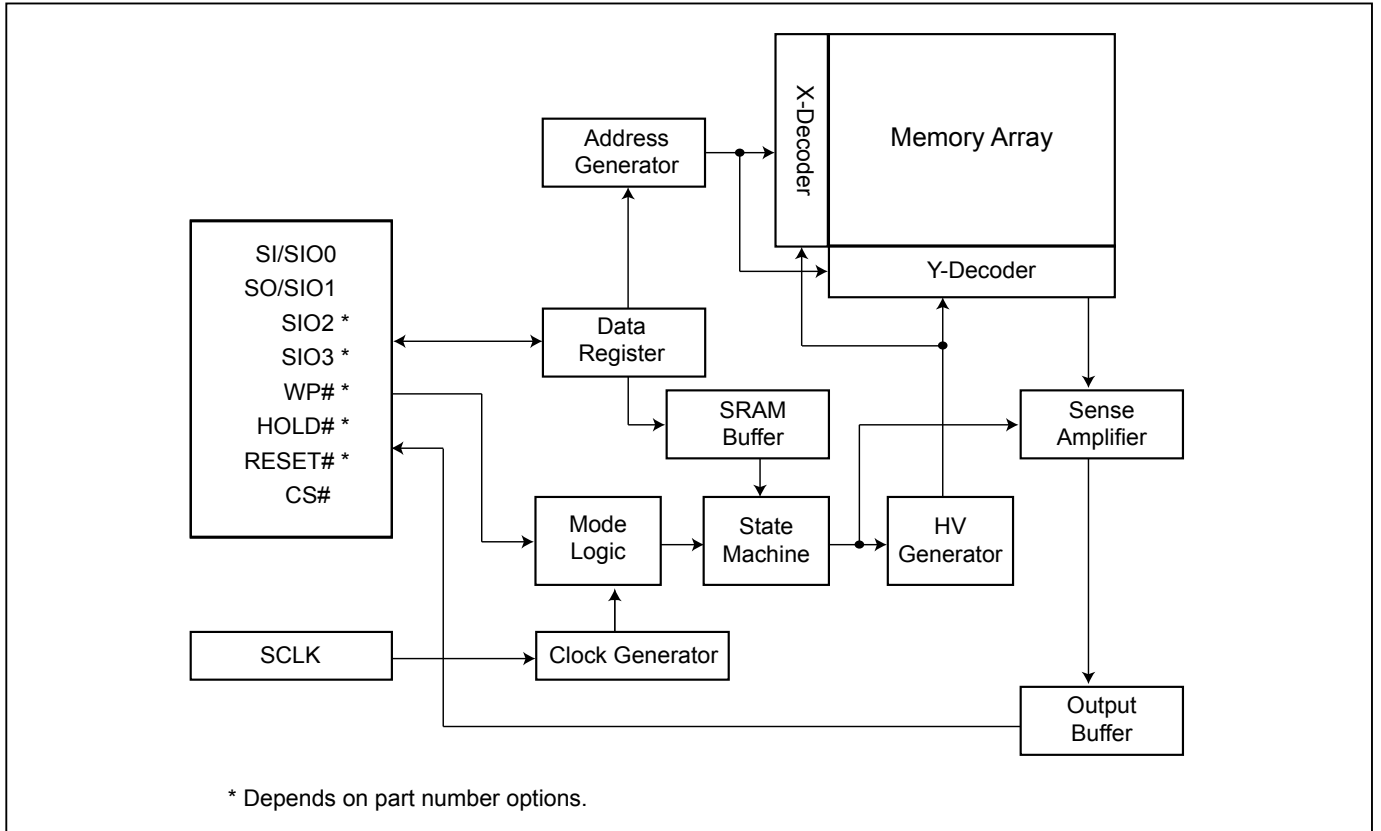 X-Decoder
Memory Array
Address
Generator
Y-Decoder
SI/SIO0
SO/SIO1
SIO2 *
SIO3 *
WP# *
HOLD# *
RESET# *
CS#
Data
Register
SRAM
Buffer
Sense
Amplifier
Mode
Logic
State
Machine
HV
Generator
SCLK
Clock Generator
Output
Buffer
* Depends on part number options.